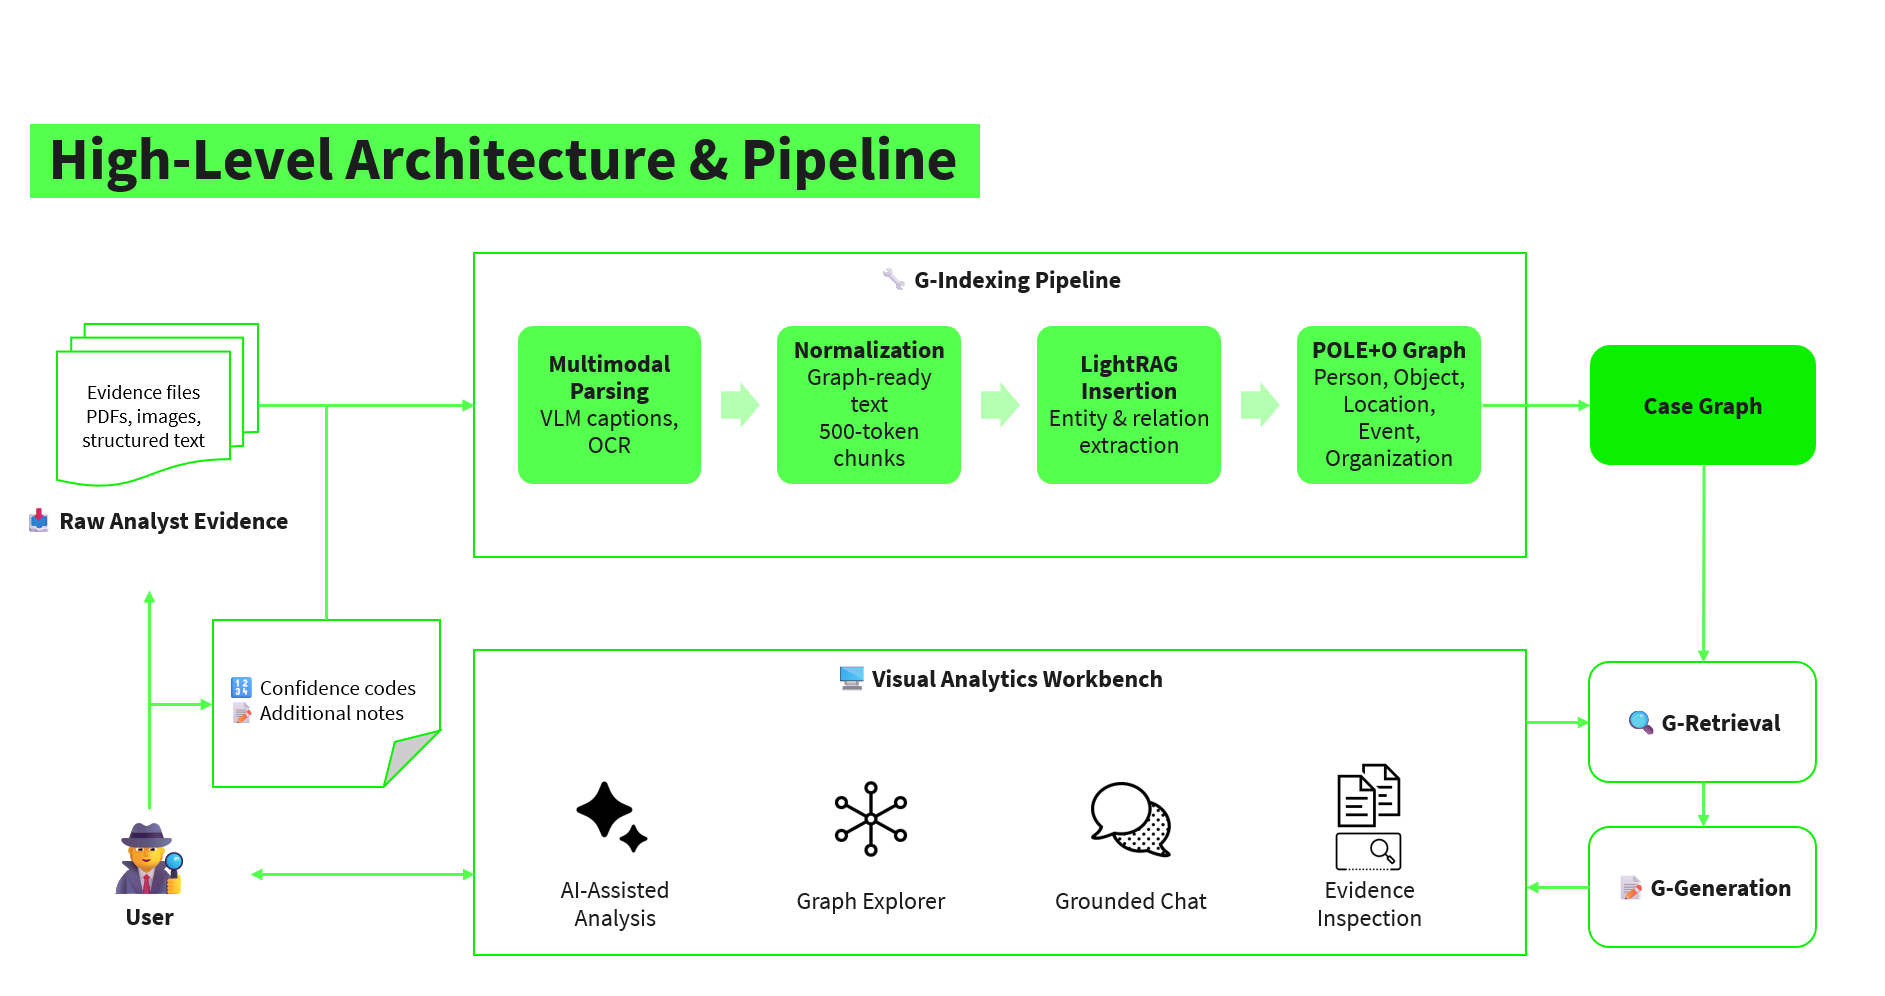 High-Level Architecture & Pipeline
🔧 G-Indexing Pipeline
Evidence files
PDFs, images,
structured text
📥 Raw Analyst Evidence
Multimodal
Parsing
VLM captions,
OCR
Normalization
Graph-ready
text
500-token
chunks
LightRAG
Insertion
Entity & relation
extraction
POLE+O Graph
Person, Object,
Location,
Event,
Organization
Case Graph
🔢 Confidence codes
📝 Additional notes
User
🖥️ Visual Analytics Workbench
AI-Assisted
Analysis
Graph Explorer
Grounded Chat
Evidence
Inspection
🔍 G-Retrieval
📝 G-Generation